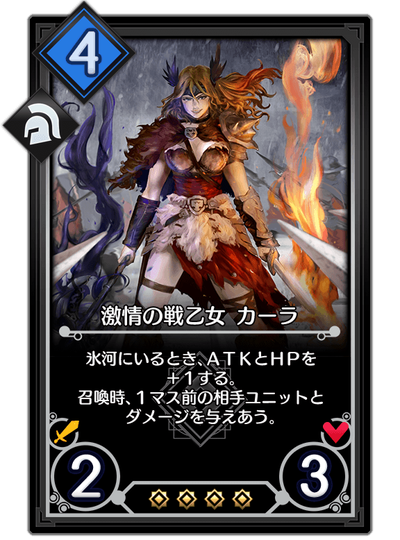 4
激情の戦乙女 カーラ
氷河にいるとき、ATKとHPを
+1する。
召喚時、1マス前の相手ユニットと
ダメージを与えあう。
2
3